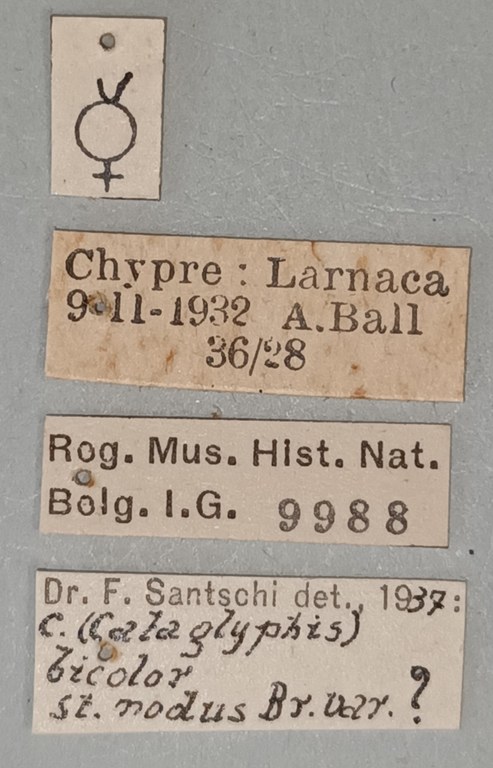 ☿
Chypre : Larnaca
9-11-1932 A.Ball
36/28
Rog. Mus. Hist. Nat.
Bolg. I.G. 9988
Dr. F. Santschi det., 1937:
C. (Cataglyphis)
bicolor
st. nodus Br. var. ?